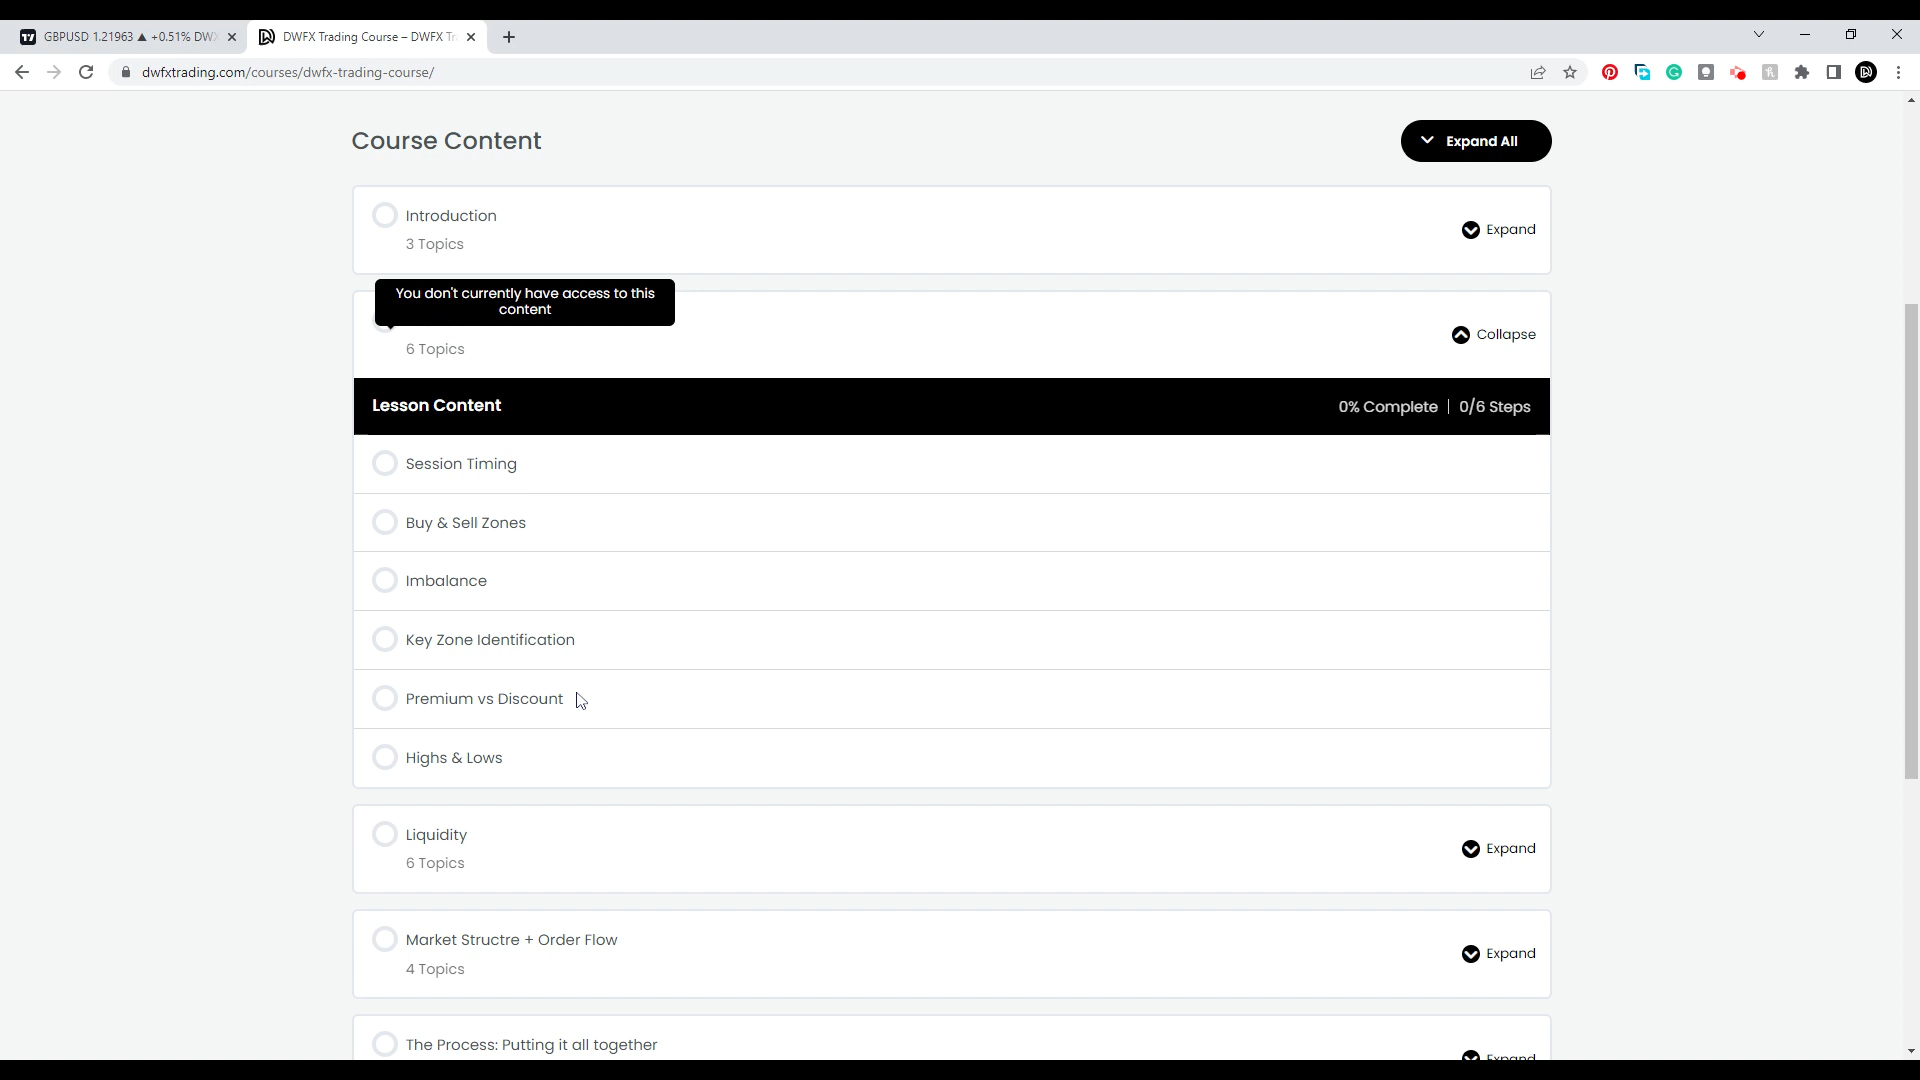 GBPUSD 1.21963 ▲ +0.51% DWX
DWFX Trading Course – DWFX Tr
dwfxtrading.com/courses/dwfx-trading-course/
Course Content
Expand All
Introduction
3 Topics
Expand
You don't currently have access to this
content
6 Topics
Collapse
Lesson Content
0% Complete | 0/6 Steps
Session Timing
Buy & Sell Zones
Imbalance
Key Zone Identification
Premium vs Discount
Highs & Lows
Liquidity
6 Topics
Expand
Market Structre + Order Flow
4 Topics
Expand
The Process: Putting it all together
Expand